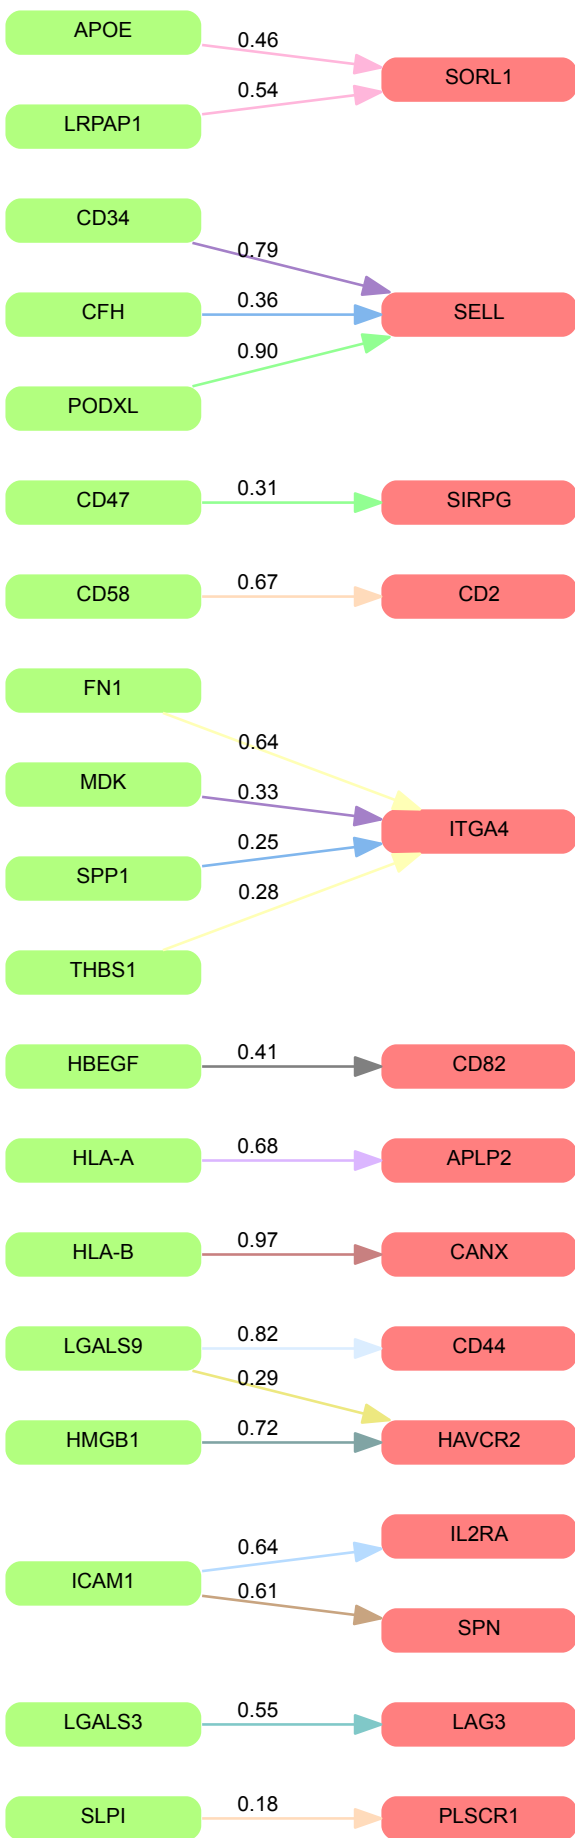 APOE
0.46
SORL1
0.54
LRPAP1
CD34
0.79
CFH
0.36
SELL
0.90
PODXL
CD47
0.31
SIRPG
CD58
0.67
CD2
FN1
0.64
MDK
0.33
ITGA4
0.25
SPP1
0.28
THBS1
HBEGF
0.41
CD82
HLA-A
0.68
APLP2
HLA-B
0.97
CANX
LGALS9
0.82
CD44
0.29
HMGB1
0.72
HAVCR2
IL2RA
0.64
ICAM1
0.61
SPN
LGALS3
0.55
LAG3
SLPI
0.18
PLSCR1